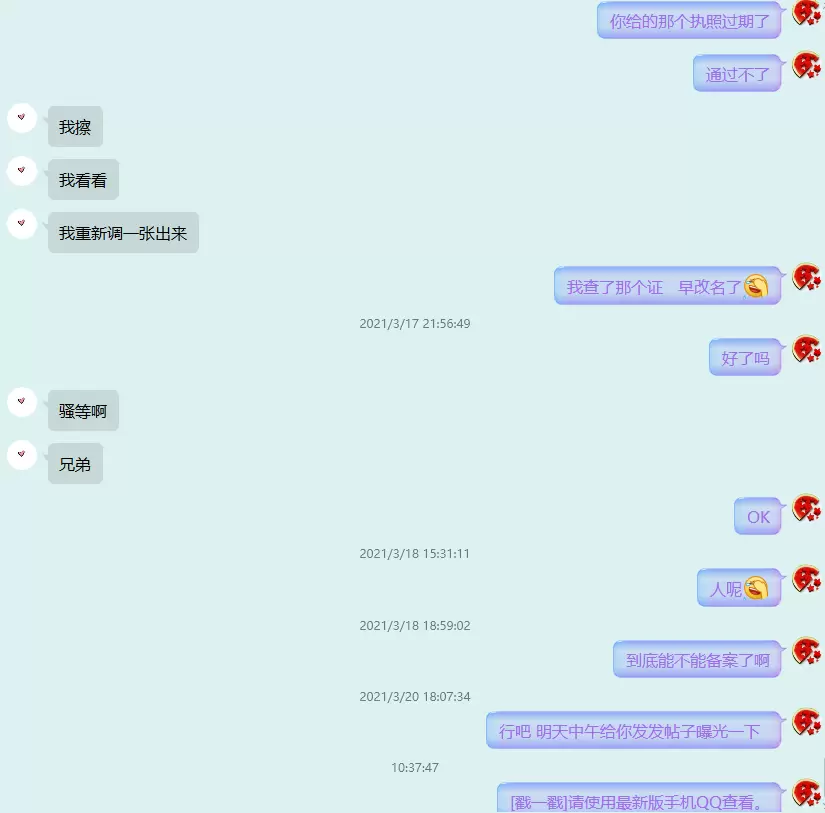 你给的那个执照过期了
通过不了
我擦
我看看
我重新调一张出来
我查了那个证 早改名了
2021/3/17 21:56:49
好了吗
骚等啊
兄弟
OK
2021/3/18 15:31:11
人呢
2021/3/18 18:59:02
到底能不能备案了啊
2021/3/20 18:07:34
行吧 明天中午给你发发帖子曝光一下
10:37:47
[戳一戳]请使用最新版手机QQ查看。